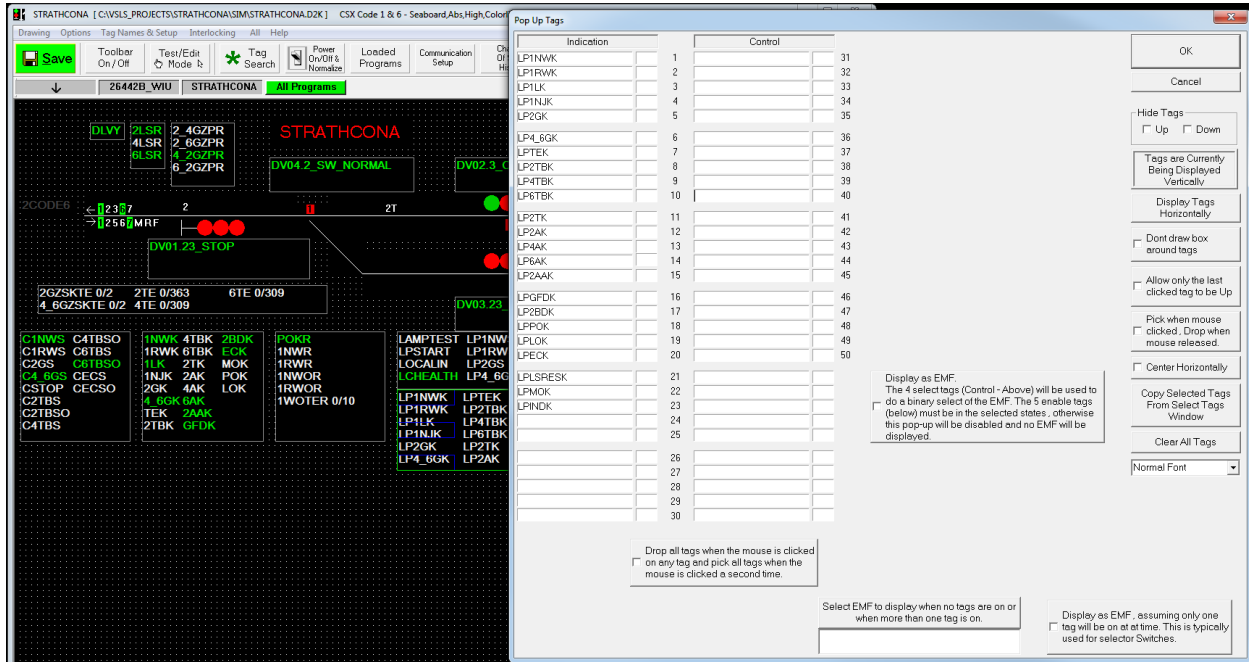 STRATHCONA [ C:\VSLS_PROJECTS\STRATHCONA\SIM\STRATHCONA.D2K ] CSX Code 1 & 6 - Seaboard,Abs,High,Color
Drawing Options Tag Names & Setup Interlocking All Help
Save
Toolbar On / Off
Test/Edit Mode
Tag Search
Power On/Off & Normalize
Loaded Programs
Communication Setup
26442B_WIU STRATHCONA All Programs
DLVY 2LSR 2_4GZPR
4LSR 2_6GZPR
6LSR 4_2GZPR
6_2GZPR
STRATHCONA
DV04.2_SW_NORMAL
2CODE6
←12367 2 2T
→12567MRF
DV01.23_STOP
DV03.23_
2GZSKTE 0/2 2TE 0/363 6TE 0/309
4_6GZSKTE 0/2 4TE 0/309
C1NWS C4TBSO
C1RWS C6TBS
C2GS C6TBSO
C4_6GS CECS
CSTOP CECSO
C2TBS
C2TBSO
C4TBS
1NWK 4TBK 2BDK
1RWK 6TBK ECK
1LK 2TK MOK
1NJK 2AK POK
2GK 4AK LOK
4_6GK 6AK
TEK 2AAK
2TBK GFDK
POKR
1NWR
1RWR
1NWOR
1RWOR
1WOTER 0/10
LAMPTEST LP1NW
LPSTART LP1RW
LOCALIN LP2GS
LCHEALTH LP4_6G
LP1NWK LPTEK
LP1RWK LP2TBK
LP1LK LP4TBK
LP1NJK LP6TBK
LP2GK LP2TK
LP4_6GK LP2AK
Pop Up Tags
Indication Control
LP1NWK 1 31
LP1RWK 2 32
LP1LK 3 33
LP1NJK 4 34
LP2GK 5 35
LP4_6GK 6 36
LPTEK 7 37
LP2TBK 8 38
LP4TBK 9 39
LP6TBK 10 40
LP2TK 11 41
LP2AK 12 42
LP4AK 13 43
LP6AK 14 44
LP2AAK 15 45
LPGFDK 16 46
LP2BDK 17 47
LPPOK 18 48
LPLOK 19 49
LPECK 20 50
LPLSRESK 21
LPMOK 22
LPINDK 23
24
25
26
27
28
29
30
Display as EMF.
The 4 select tags (Control - Above) will be used to
do a binary select of the EMF. The 5 enable tags
(below) must be in the selected states , otherwise
this pop-up will be disabled and no EMF will be
displayed.
Drop all tags when the mouse is clicked
on any tag and pick all tags when the
mouse is clicked a second time.
Select EMF to display when no tags are on or
when more than one tag is on.
Display as EMF , assuming only one
tag will be on at at time. This is typically
used for selector Switches.
OK
Cancel
Hide Tags
Up Down
Tags are Currently
Being Displayed
Vertically
Display Tags
Horizontally
Dont draw box
around tags
Allow only the last
clicked tag to be Up
Pick when mouse
clicked , Drop when
mouse released.
Center Horizontally
Copy Selected Tags
From Select Tags
Window
Clear All Tags
Normal Font